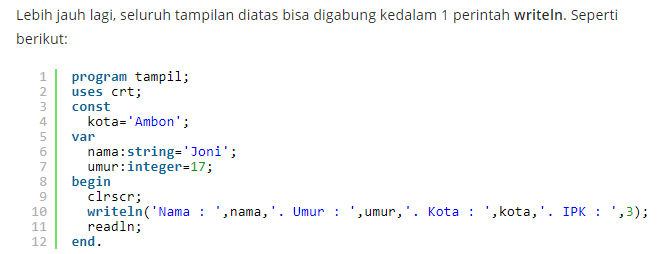 Lebih jauh lagi, seluruh tampilan diatas bisa digabung kedalam 1 perintah writeln. Seperti
berikut:
1 program tampil;
2 uses crt;
3 const
4   kota='Ambon';
5 var
6   nama:string='Joni';
7   umur:integer=17;
8 begin
9   clrscr;
10   writeln('Nama : ',nama,'. Umur : ',umur,'. Kota : ',kota,'. IPK : ',3);
11   readln;
12 end.